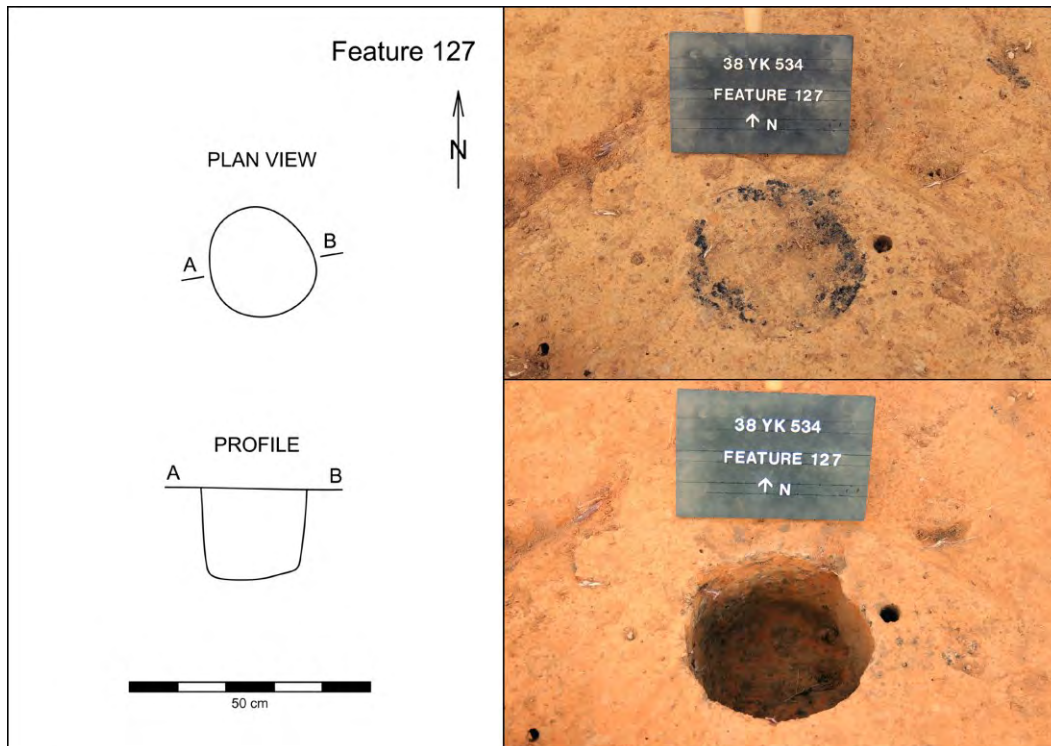 Feature 127
N
PLAN VIEW
A
B
PROFILE
A
B
50 cm
38 YK 534
FEATURE 127
↑ N
38 YK 534
FEATURE 127
↑ N